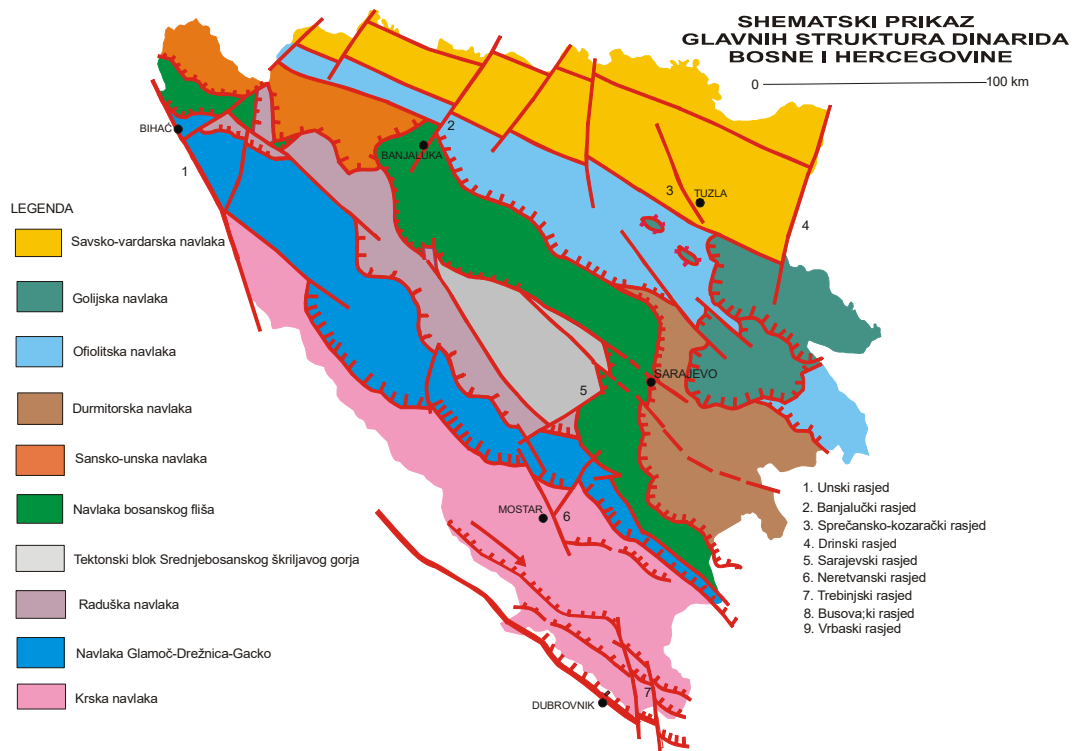 SHEMATSKI PRIKAZ
GLAVNIH STRUKTURA DINARIDA
BOSNE I HERCEGOVINE
0 100 km
BIHAĆ
BANJALUKA
TUZLA
SARAJEVO
MOSTAR
DUBROVNIK
1
2
3
4
5
6
7
LEGENDA
Savsko-vardarska navlaka
Golijska navlaka
Ofiolitska navlaka
Durmitorska navlaka
Sansko-unska navlaka
Navlaka bosanskog fliša
Tektonski blok Srednjebosanskog škriljavog gorja
Raduška navlaka
Navlaka Glamoč-Drežnica-Gacko
Krska navlaka
1. Unski rasjed
2. Banjalučki rasjed
3. Sprečansko-kozarački rasjed
4. Drinski rasjed
5. Sarajevski rasjed
6. Neretvanski rasjed
7. Trebinjski rasjed
8. Busova;ki rasjed
9. Vrbaski rasjed